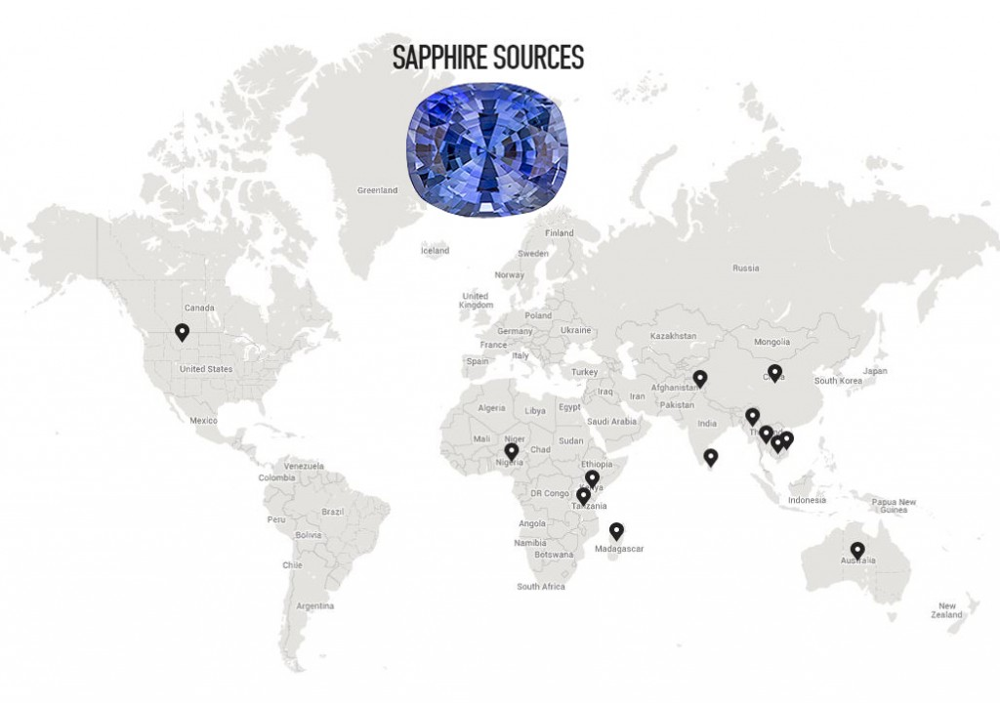 SAPPHIRE SOURCES
Greenland
Iceland
Finland
Sweden
Norway
Russia
United
Kingdom
Poland
Germany
Ukraine
France
Italy
Spain
Kazakhstan
Mongolia
Canada
United States
Mexico
Turkey
Afghanistan
Iraq
Iran
Pakistan
South Korea
Japan
Algeria
Libya
Egypt
Saudi Arabia
India
Mali
Niger
Chad
Sudan
Nigeria
Ethiopia
Venezuela
Colombia
DR Congo
Tanzania
Indonesia
Papua New
Guinea
Peru
Brazil
Bolivia
Angola
Namibia
Botswana
Madagascar
Australia
Chile
South Africa
Argentina
New
Zealand